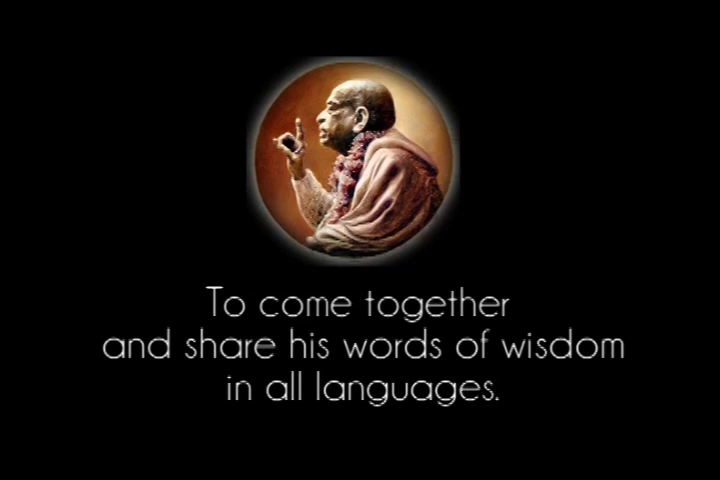 To come together
and share his words of wisdom
in all languages.